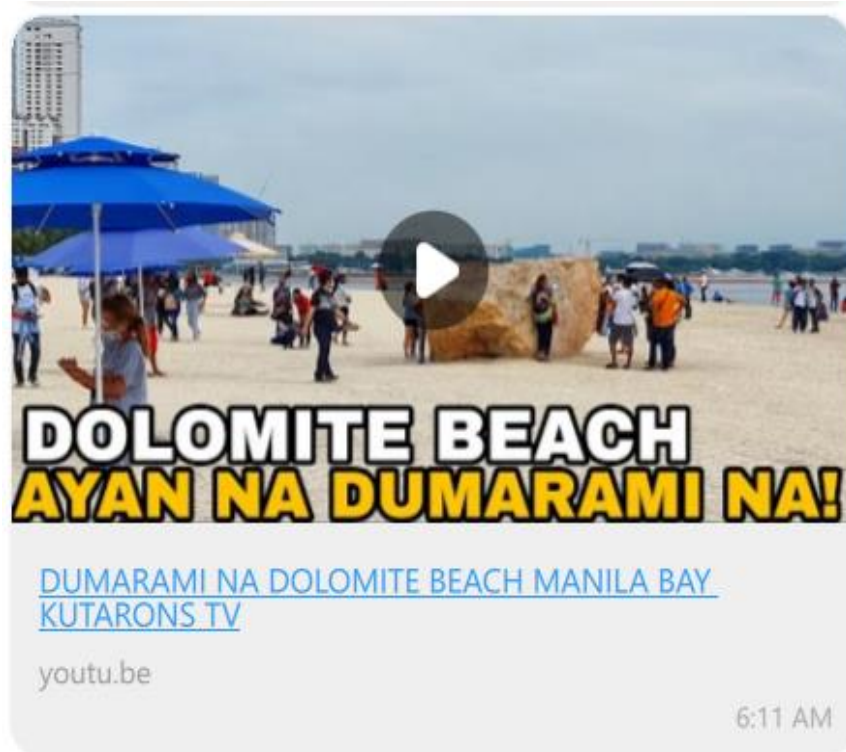 DOLOMITE BEACH
AYAN NA DUMARAMI NA!
DUMARAMI NA DOLOMITE BEACH MANILA BAY
KUTARONS TV
youtu.be
6:11 AM